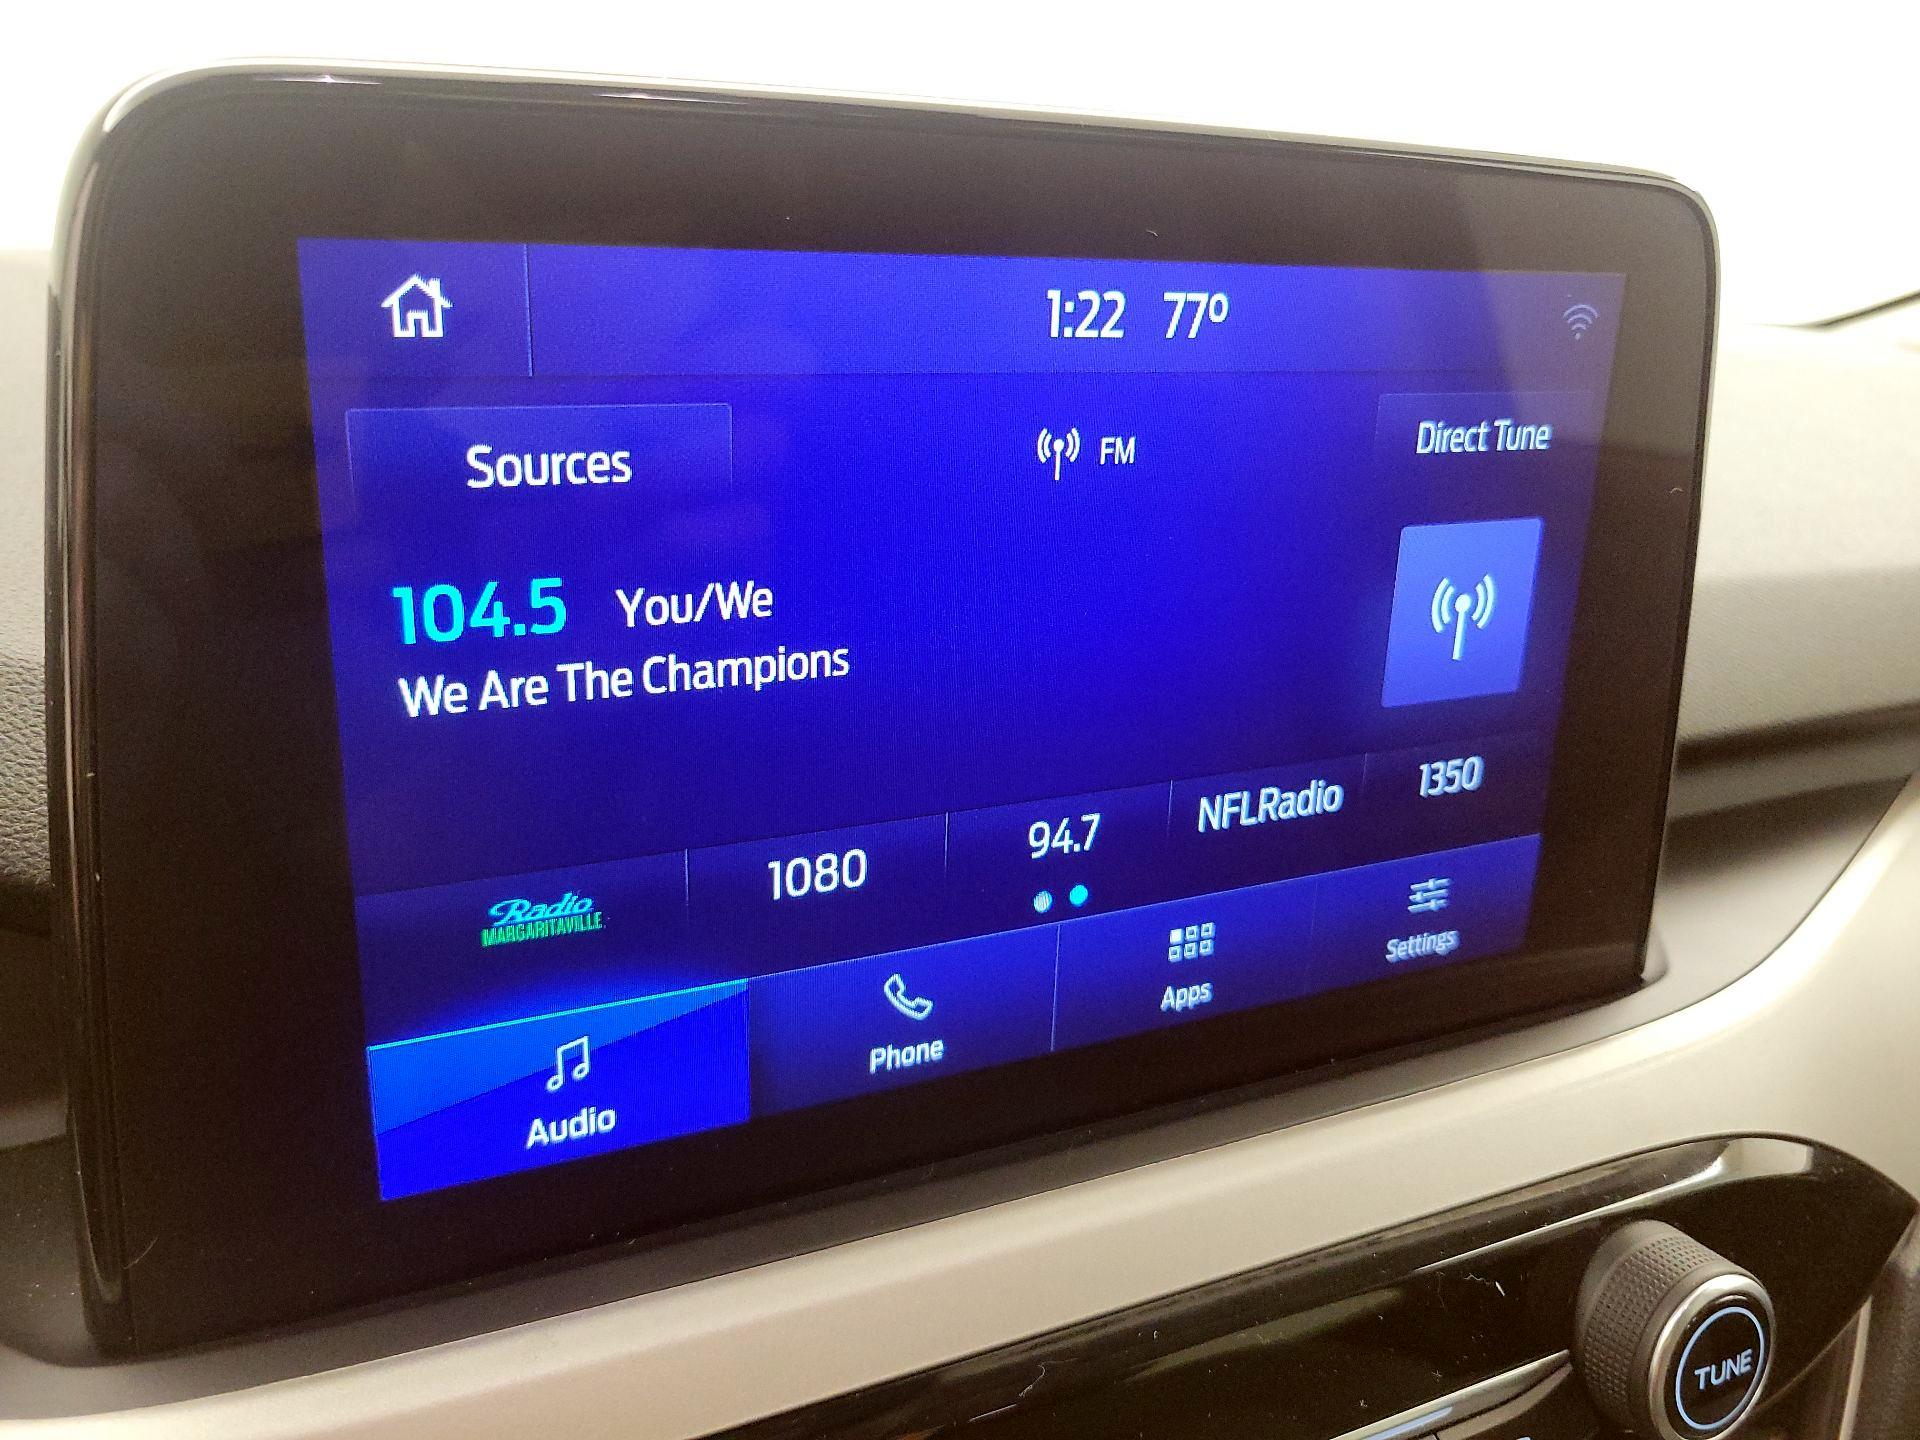 1:22 77º
Sources
FM
Direct Tune
104.5 You/We
We Are The Champions
Radio MARGARITAVILLE
1080
94.7
NFLRadio
1350
Audio
Phone
Apps
Settings
TUNE